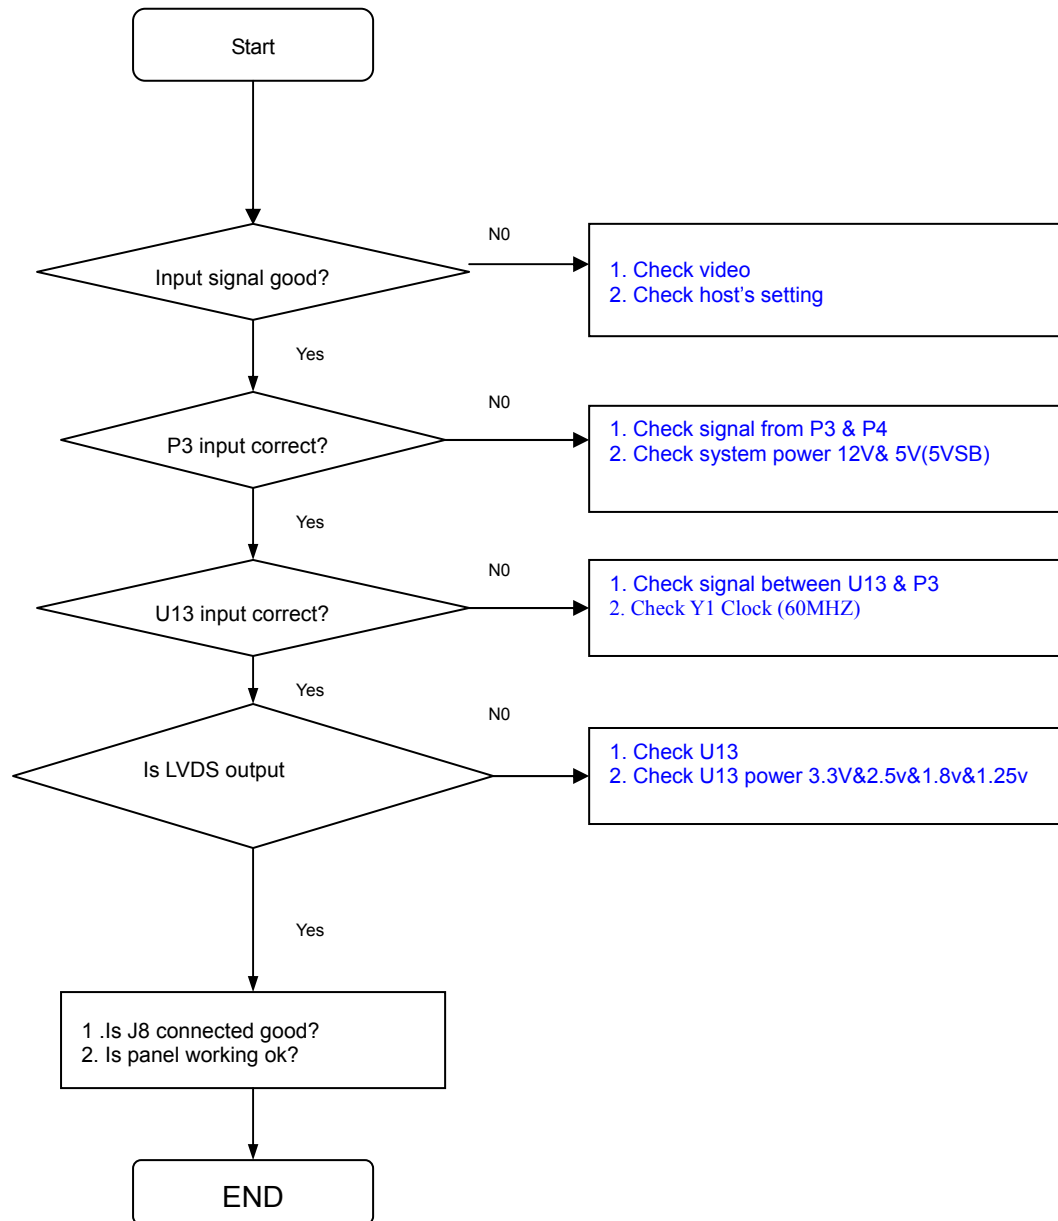 Start
N0
Input signal good?
1. Check video
2. Check host's setting
Yes
N0
P3 input correct?
1. Check signal from P3 & P4
2. Check system power 12V& 5V(5VSB)
Yes
N0
U13 input correct?
1. Check signal between U13 & P3
2. Check Y1 Clock (60MHZ)
Yes
N0
Is LVDS output
1. Check U13
2. Check U13 power 3.3V&2.5v&1.8v&1.25v
Yes
1 .Is J8 connected good?
2. Is panel working ok?
END